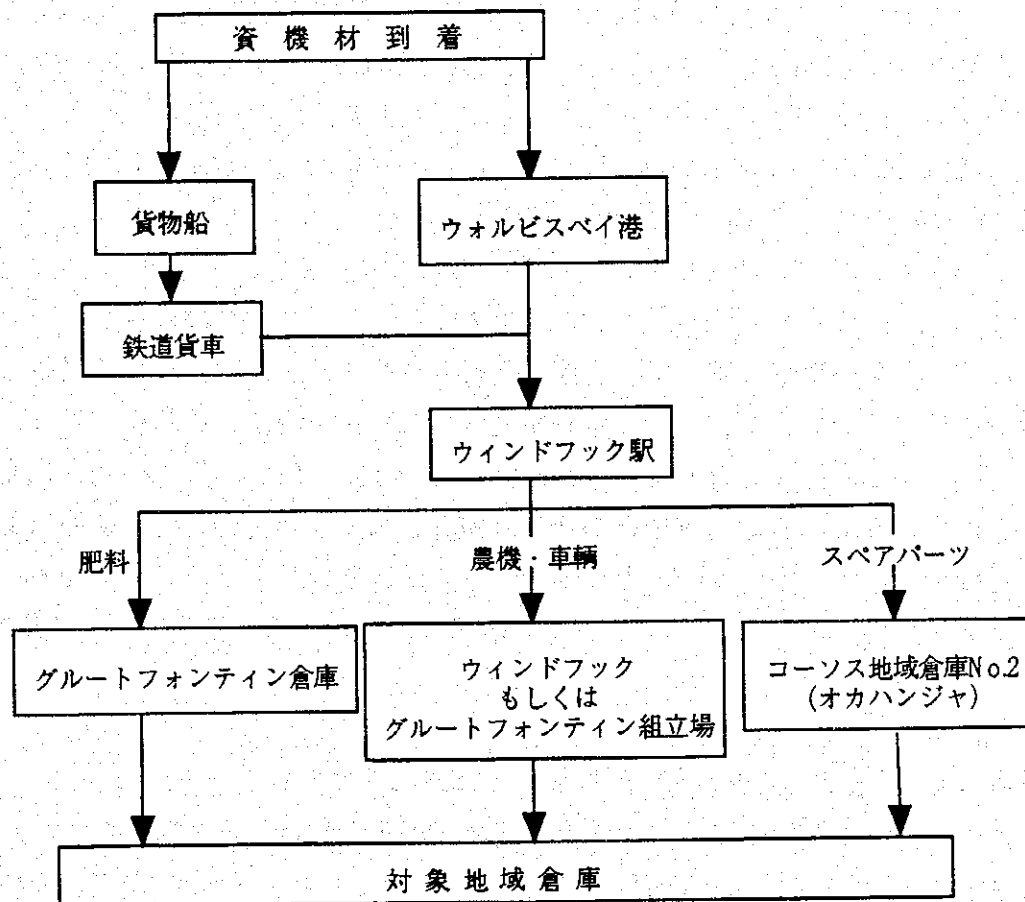 資機材到着
貨物船
ウォルビスベイ港
鉄道貨車
ウィンドフック駅
肥料
農機・車輌
スペアパーツ
グルートフォンティン倉庫
ウィンドフック
もしくは
グルートフォンティン組立場
コーソス地域倉庫No.2
(オカハンジャ)
対象地域倉庫